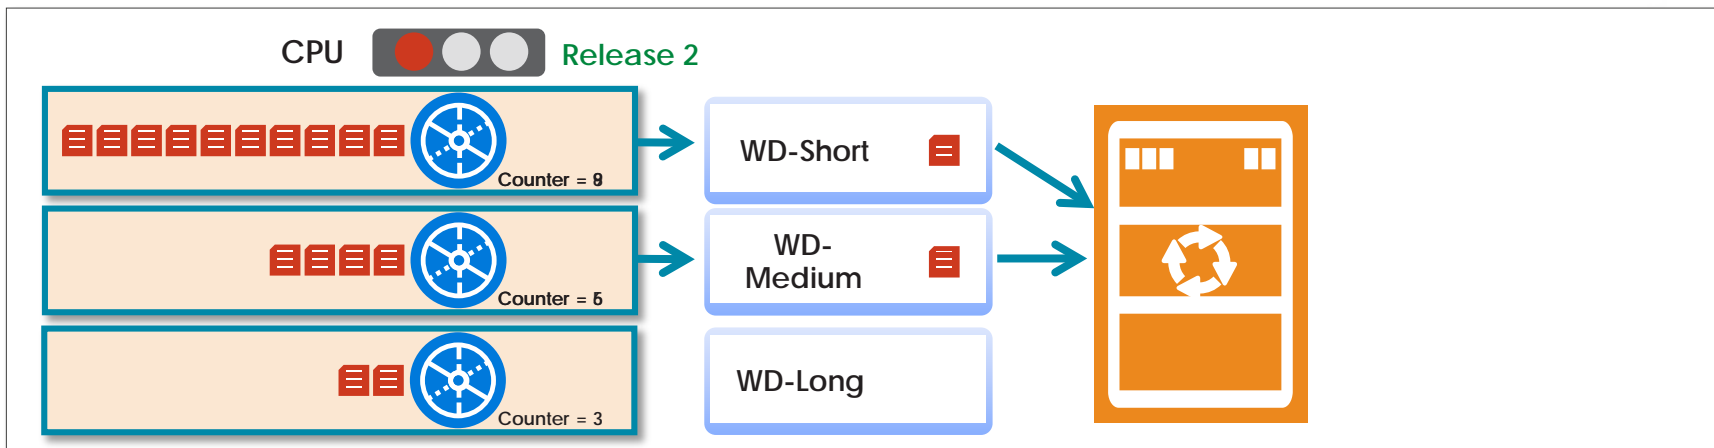 CPU
Release 2
WD-Short
Counter =
WD-
Medium
Counter =
WD-Long
Counter = 3